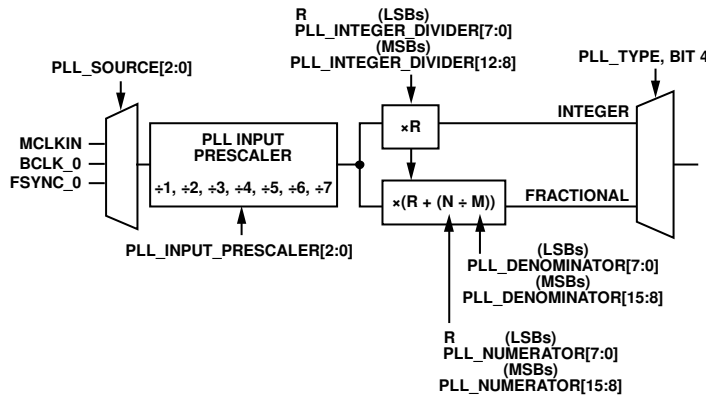 R (LSBs)
PLL_INTEGER_DIVIDER[7:0]
(MSBs)
PLL_INTEGER_DIVIDER[12:8]
PLL_SOURCE[2:0]
PLL_TYPE, BIT 4
MCLKIN
BCLK_0
FSYNC_0
PLL INPUT
PRESCALER
÷1, ÷2, ÷3, ÷4, ÷5, ÷6, ÷7
PLL_INPUT_PRESCALER[2:0]
×R
INTEGER
×(R + (N ÷ M))
FRACTIONAL
(LSBs)
PLL_DENOMINATOR[7:0]
(MSBs)
PLL_DENOMINATOR[15:8]
R (LSBs)
PLL_NUMERATOR[7:0]
(MSBs)
PLL_NUMERATOR[15:8]